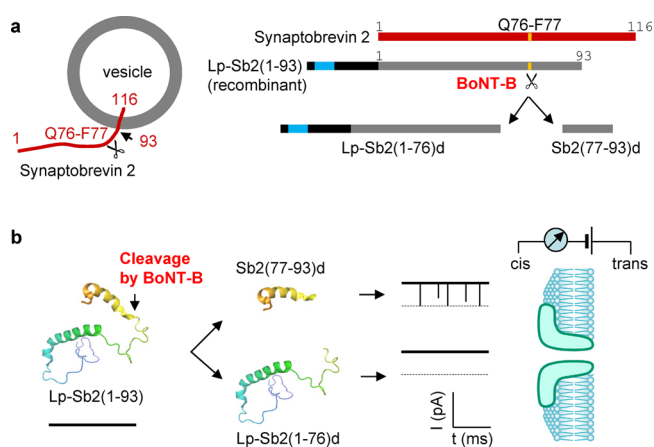 a
vesicle
116
1
Q76-F77
93
Synaptobrevin 2
1
Q76-F77
116
Synaptobrevin 2
1
93
Lp-Sb2(1-93)
(recombinant)
BoNT-B
Lp-Sb2(1-76)d
Sb2(77-93)d
b
Cleavage
by BoNT-B
Sb2(77-93)d
cis
trans
Lp-Sb2(1-93)
Lp-Sb2(1-76)d
I (pA)
t (ms)